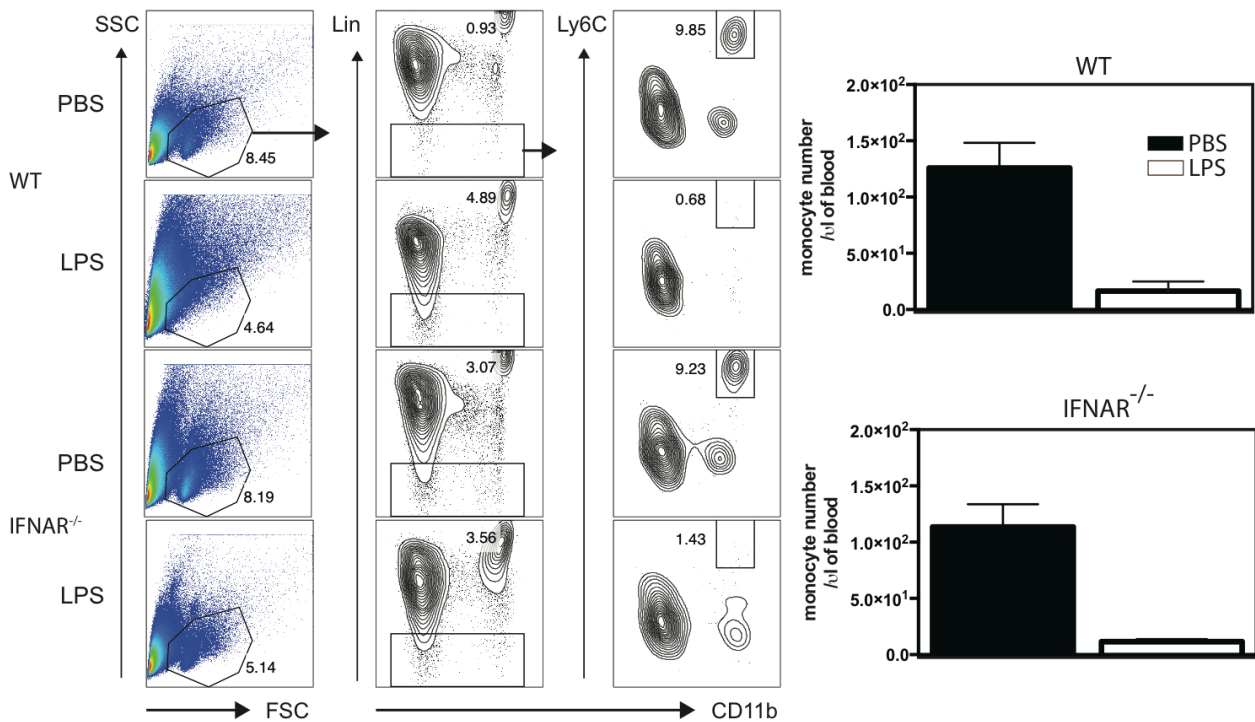 SSC
Lin
Ly6C
WT
PBS
8.45
0.93
9.85
LPS
4.64
4.89
0.68
IFNAR-/-
PBS
8.19
3.07
9.23
LPS
5.14
3.56
1.43
FSC
CD11b
WT
monocyte number
/υl of blood
2.0×10²
1.5×10²
1.0×10²
5.0×10¹
0.0
PBS
LPS
IFNAR-/-
monocyte number
/υl of blood
2.0×10²
1.5×10²
1.0×10²
5.0×10¹
0.0